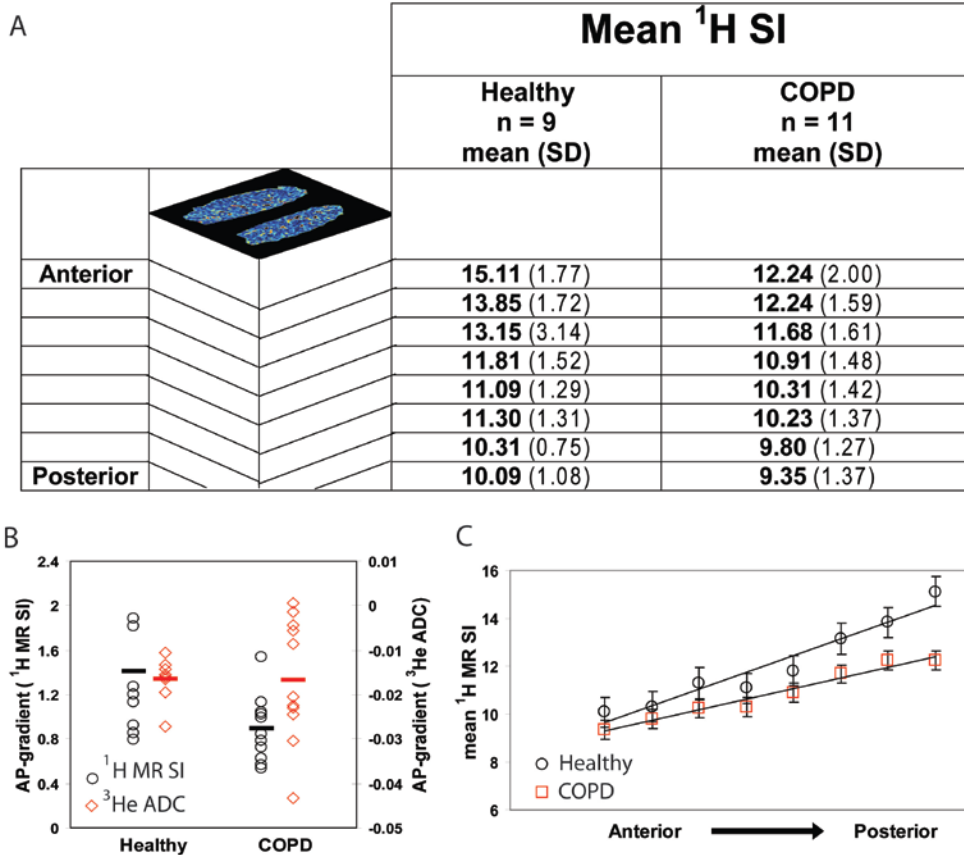 A
Mean ¹H SI
Healthy
n = 9
mean (SD)
COPD
n = 11
mean (SD)
Anterior 15.11 (1.77) 12.24 (2.00)
13.85 (1.72) 12.24 (1.59)
13.15 (3.14) 11.68 (1.61)
11.81 (1.52) 10.91 (1.48)
11.09 (1.29) 10.31 (1.42)
11.30 (1.31) 10.23 (1.37)
10.31 (0.75) 9.80 (1.27)
Posterior 10.09 (1.08) 9.35 (1.37)
B
AP-gradient (¹H MR SI)
2.4
2
1.6
1.2
0.8
0.4
0
0.01
0
-0.01
-0.02
-0.03
-0.04
-0.05
AP-gradient (³He ADC)
¹H MR SI
³He ADC
Healthy COPD
C
mean ¹H MR SI
16
14
12
10
8
6
Healthy
COPD
Anterior Posterior